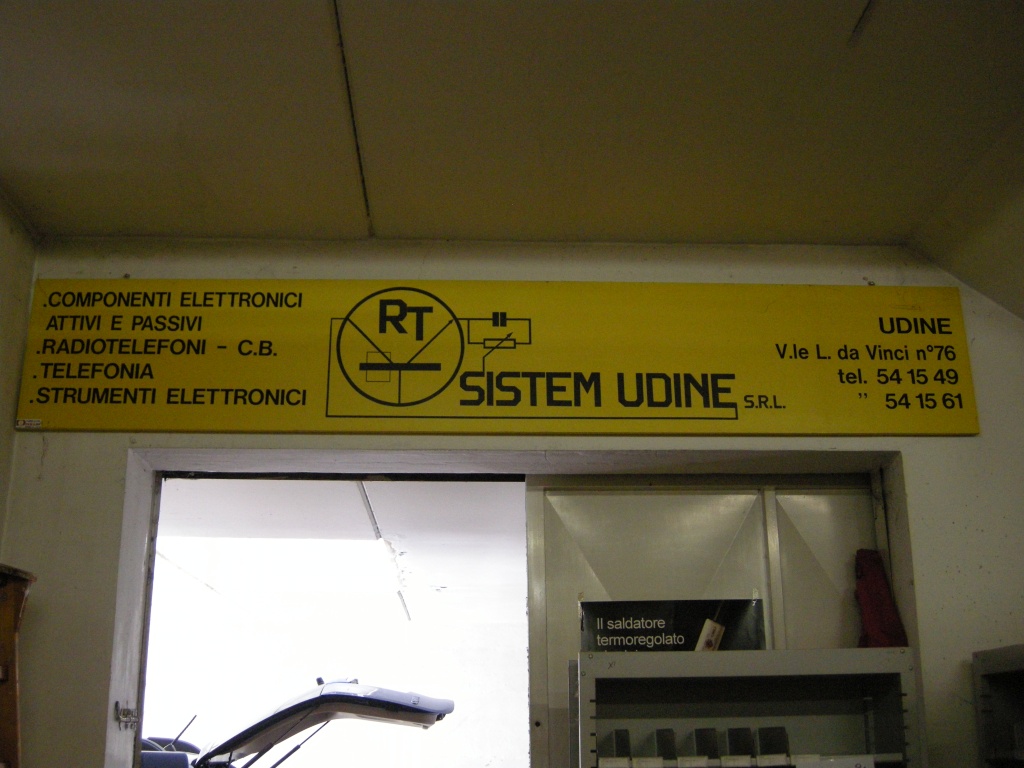 .COMPONENTI ELETTRONICI
ATTIVI E PASSIVI
.RADIOTELEFONI - C.B.
.TELEFONIA
.STRUMENTI ELETTRONICI
RT
SISTEM UDINE S.R.L.
UDINE
V.le L. da Vinci n°76
tel. 54 15 49
" 54 15 61
Il saldatore
termoregolato